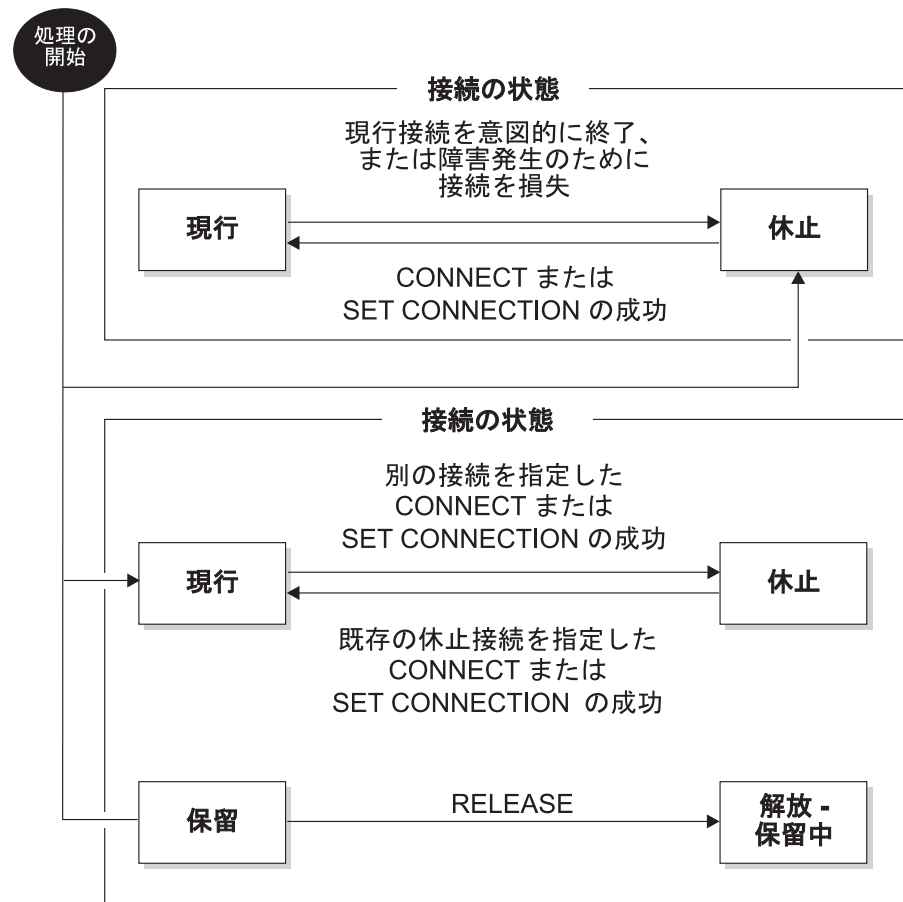 処理の
開始
接続の状態
現行接続を意図的に終了、
または障害発生のために
接続を損失
現行
休止
CONNECT または
SET CONNECTION の成功
接続の状態
別の接続を指定した
CONNECT または
SET CONNECTION の成功
現行
休止
既存の休止接続を指定した
CONNECT または
SET CONNECTION の成功
保留
RELEASE
解放 -
保留中